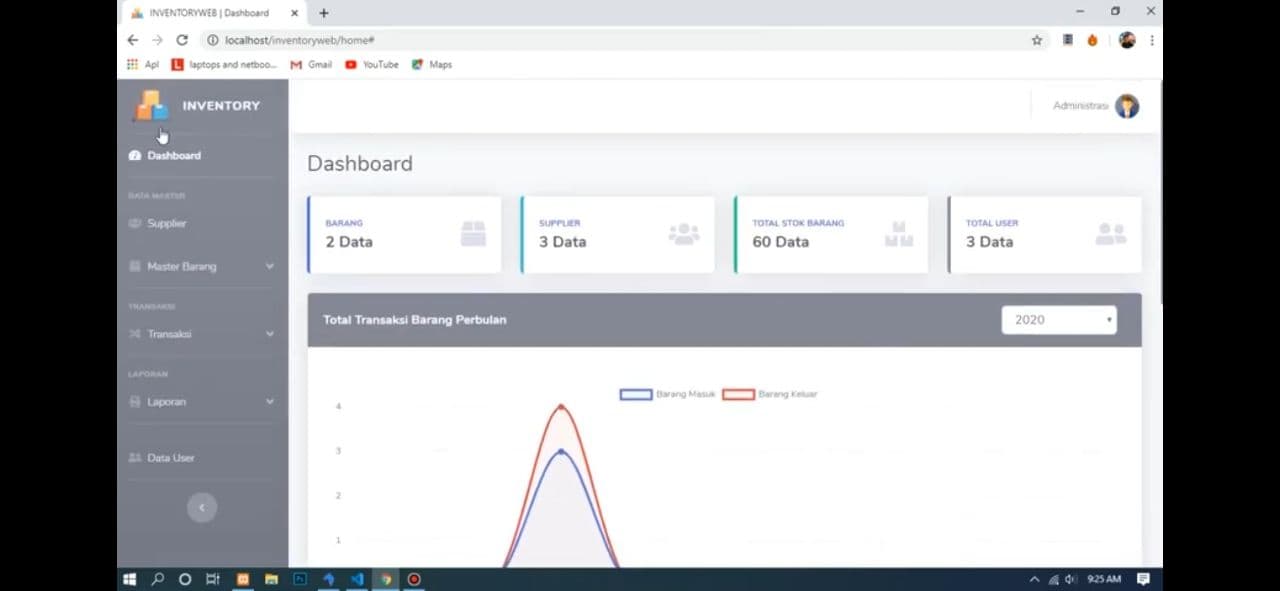 INVENTORYWEB | Dashboard
localhost/inventoryweb/home#
Apl laptops and netboo... Gmail YouTube Maps
INVENTORY
Administrasi
Dashboard
DATA MASTER
Supplier
Master Barang
TRANSAKSI
Transaksi
LAPORAN
Laporan
Data User
Dashboard
BARANG
2 Data
SUPPLIER
3 Data
TOTAL STOK BARANG
60 Data
TOTAL USER
3 Data
Total Transaksi Barang Perbulan
2020
Barang Masuk Barang Keluar
4
3
2
1
9:25 AM